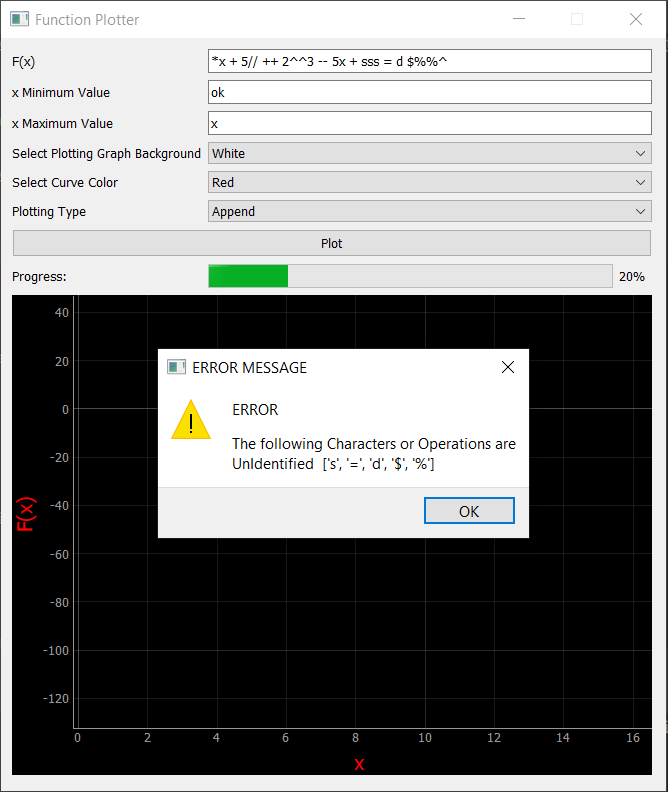 Function Plotter
F(x) *x + 5// ++ 2^^3 -- 5x + sss = d $%%^
x Minimum Value ok
x Maximum Value x
Select Plotting Graph Background White
Select Curve Color Red
Plotting Type Append
Plot
Progress: 20%
40
20
0
-20
-40
-60
-80
-100
-120
F(x)
ERROR MESSAGE
ERROR
The following Characters or Operations are
UnIdentified ['s', '=', 'd', '$', '%']
OK
0 2 4 6 8 10 12 14 16
x